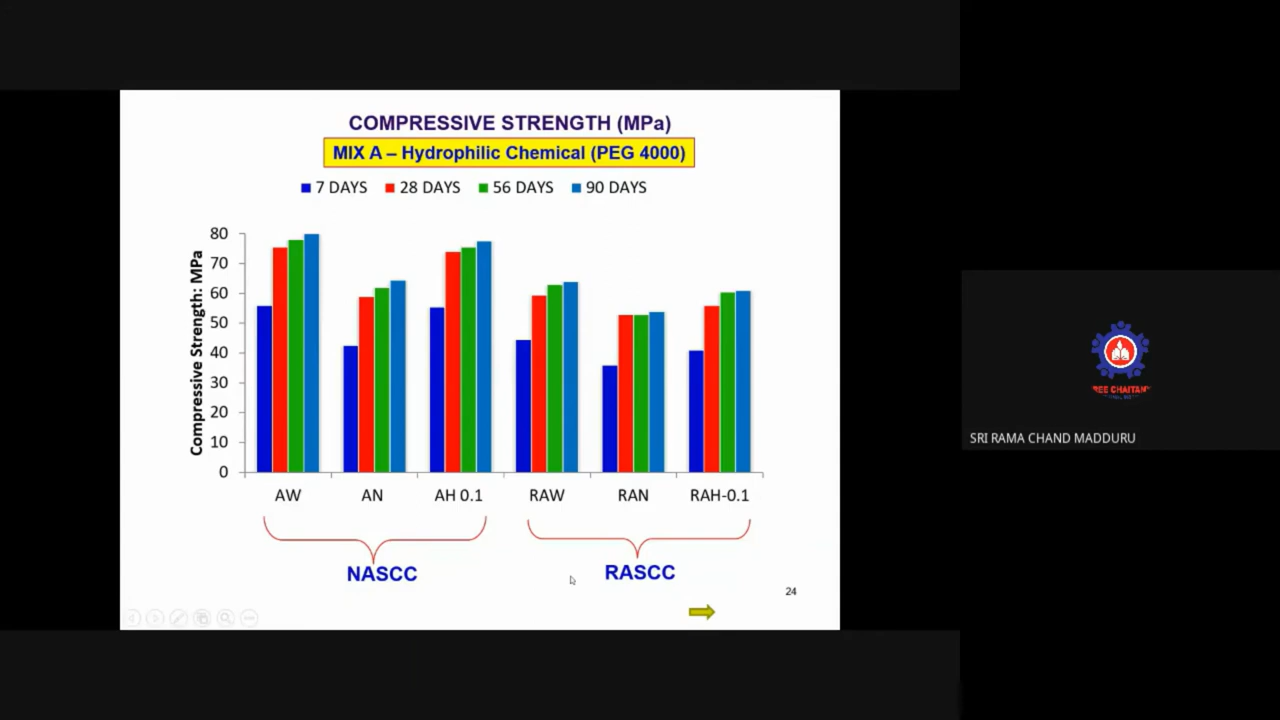 COMPRESSIVE STRENGTH (MPa)
MIX A – Hydrophilic Chemical (PEG 4000)
7 DAYS 28 DAYS 56 DAYS 90 DAYS
Compressive Strength: MPa
80
70
60
50
40
30
20
10
0
AW AN AH 0.1 RAW RAN RAH-0.1
NASCC RASCC
24
SRI RAMA CHAND MADDURU